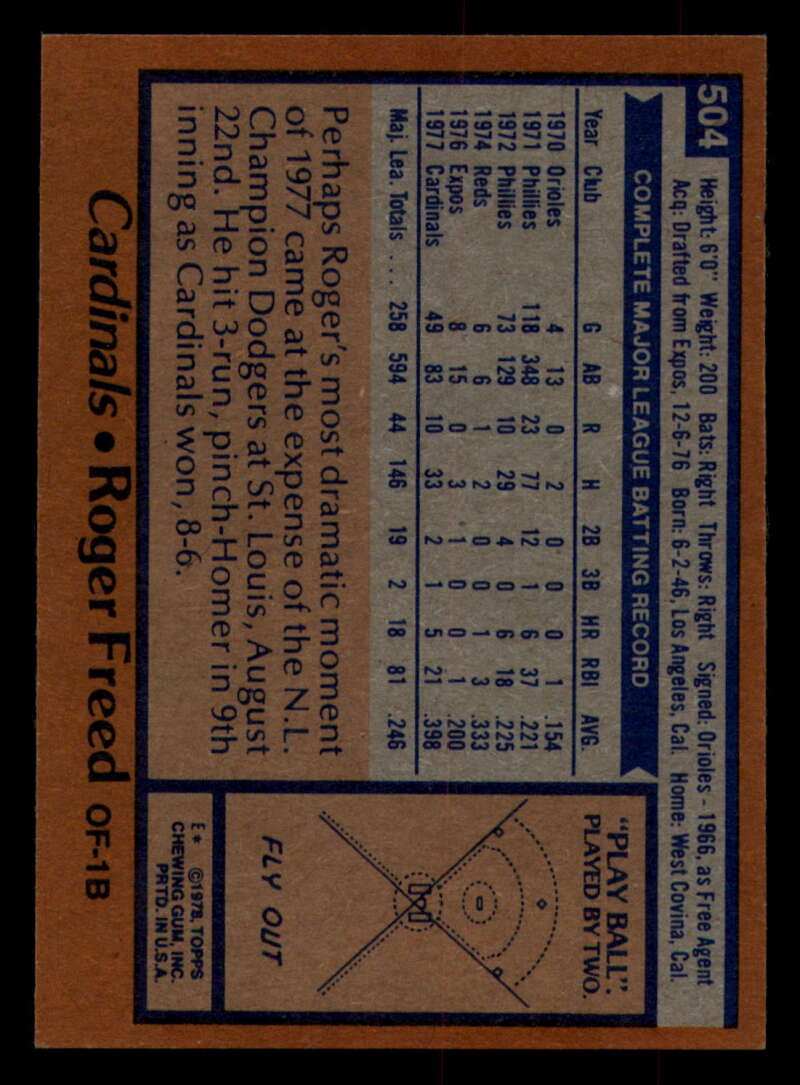 504
Height: 6'0" Weight: 200 Bats: Right Throws: Right Signed: Orioles - 1966, as Free Agent
Acq: Drafted from Expos, 12-6-76 Born: 6-2-46, Los Angeles, Cal. Home: West Covina, Cal.
COMPLETE MAJOR LEAGUE BATTING RECORD
Year Club G AB R H 2B 3B HR RBI AVG.
1970 Orioles 4 13 0 2 0 0 0 1 .154
1971 Phillies 118 348 23 77 12 1 6 37 .221
1972 Phillies 73 129 10 29 4 0 6 18 .225
1974 Reds 6 6 1 2 0 0 1 3 .333
1976 Expos 8 15 0 3 1 0 0 1 .200
1977 Cardinals 49 83 10 33 2 1 5 21 .398
Maj. Lea. Totals . . . 258 594 44 146 19 2 18 81 .246
Perhaps Roger's most dramatic moment
of 1977 came at the expense of the N.L.
Champion Dodgers at St. Louis, August
22nd. He hit 3-run, pinch-Homer in 9th
inning as Cardinals won, 8-6.
"PLAY BALL".
PLAYED BY TWO.
FLY OUT
E* ©1978, TOPPS
CHEWING GUM, INC.
PRTD. IN U.S.A.
Cardinals • Roger Freed OF-1B